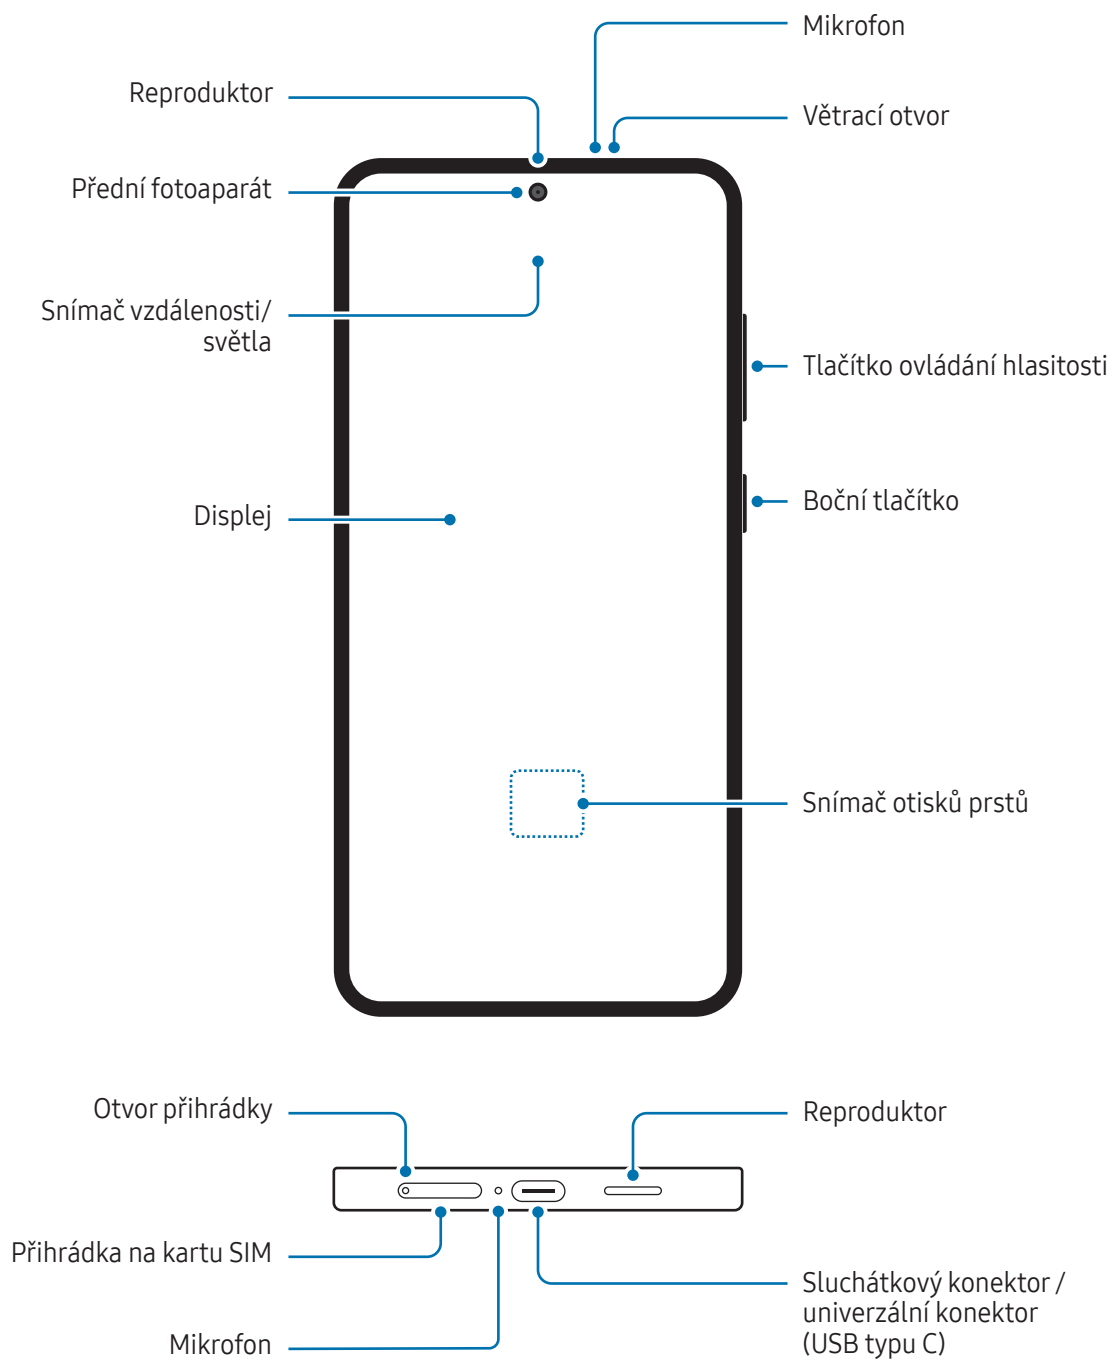 Mikrofon
Reproduktor
Větrací otvor
Přední fotoaparát
Snímač vzdálenosti/
světla
Tlačítko ovládání hlasitosti
Boční tlačítko
Displej
Snímač otisků prstů
Otvor přihrádky
Reproduktor
Přihrádka na kartu SIM
Sluchátkový konektor /
univerzální konektor
(USB typu C)
Mikrofon